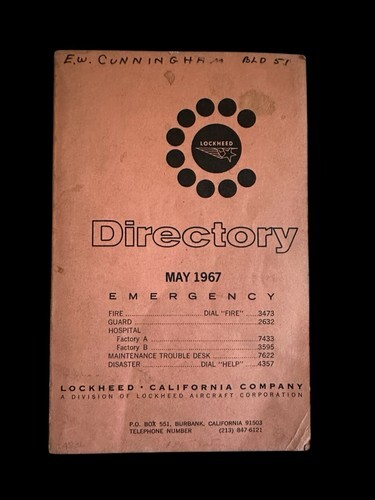 E.W. CUNNINGHAM BLD 51
LOCKHEED
Directory
MAY 1967
EMERGENCY
FIRE ........ DIAL "FIRE" ..... 3473
GUARD ........ 2632
HOSPITAL
Factory A ........ 7433
Factory B ........ 3595
MAINTENANCE TROUBLE DESK ........ 7622
DISASTER ........ DIAL "HELP" ..... 4357
LOCKHEED · CALIFORNIA COMPANY
A DIVISION OF LOCKHEED AIRCRAFT CORPORATION
P.O. BOX 551, BURBANK, CALIFORNIA 91503
TELEPHONE NUMBER (213) 847-6121